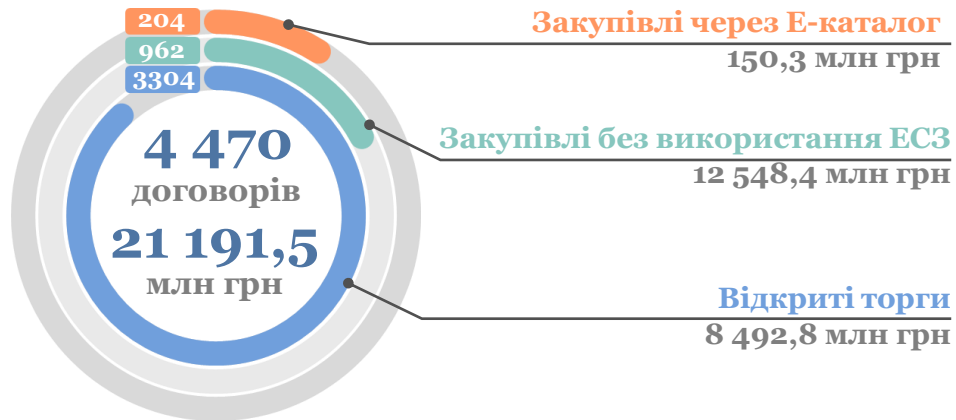 204
962
3304
4 470
договорів
21 191,5
млн грн
Закупівлі через Е-каталог
150,3 млн грн
Закупівлі без використання ЕСЗ
12 548,4 млн грн
Відкриті торги
8 492,8 млн грн